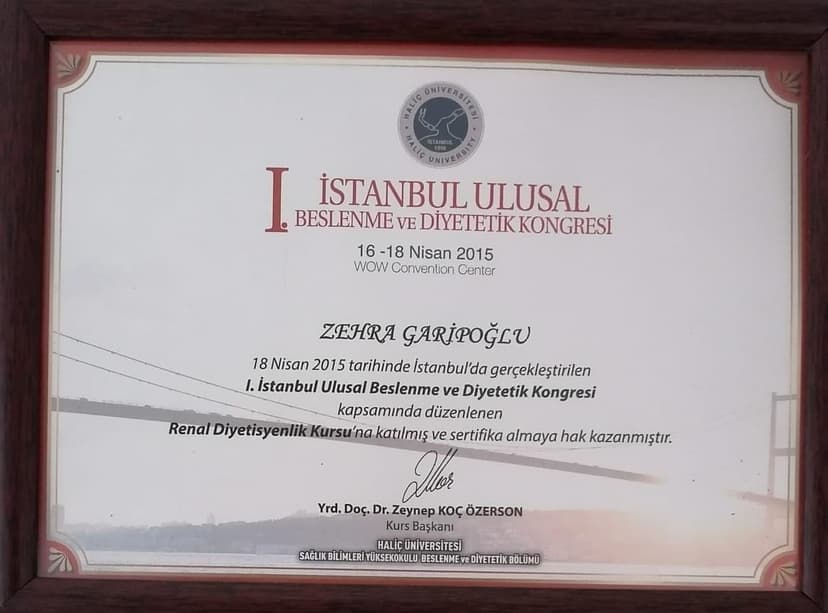 HALİÇ ÜNİVERSİTESİ
İSTANBUL
1998
HALİÇ UNIVERSITY
I. İSTANBUL ULUSAL
BESLENME VE DİYETETİK KONGRESİ
16 -18 Nisan 2015
WOW Convention Center
ZEHRA GARİPOĞLU
18 Nisan 2015 tarihinde İstanbul'da gerçekleştirilen
I. İstanbul Ulusal Beslenme ve Diyetetik Kongresi
kapsamında düzenlenen
Renal Diyetisyenlik Kursu'na katılmış ve sertifika almaya hak kazanmıştır.
Yrd. Doç. Dr. Zeynep KOÇ ÖZERSON
Kurs Başkanı
HALİÇ ÜNİVERSİTESİ
SAĞLIK BİLİMLERİ YÜKSEKOKULU BESLENME ve DİYETETİK BÖLÜMÜ